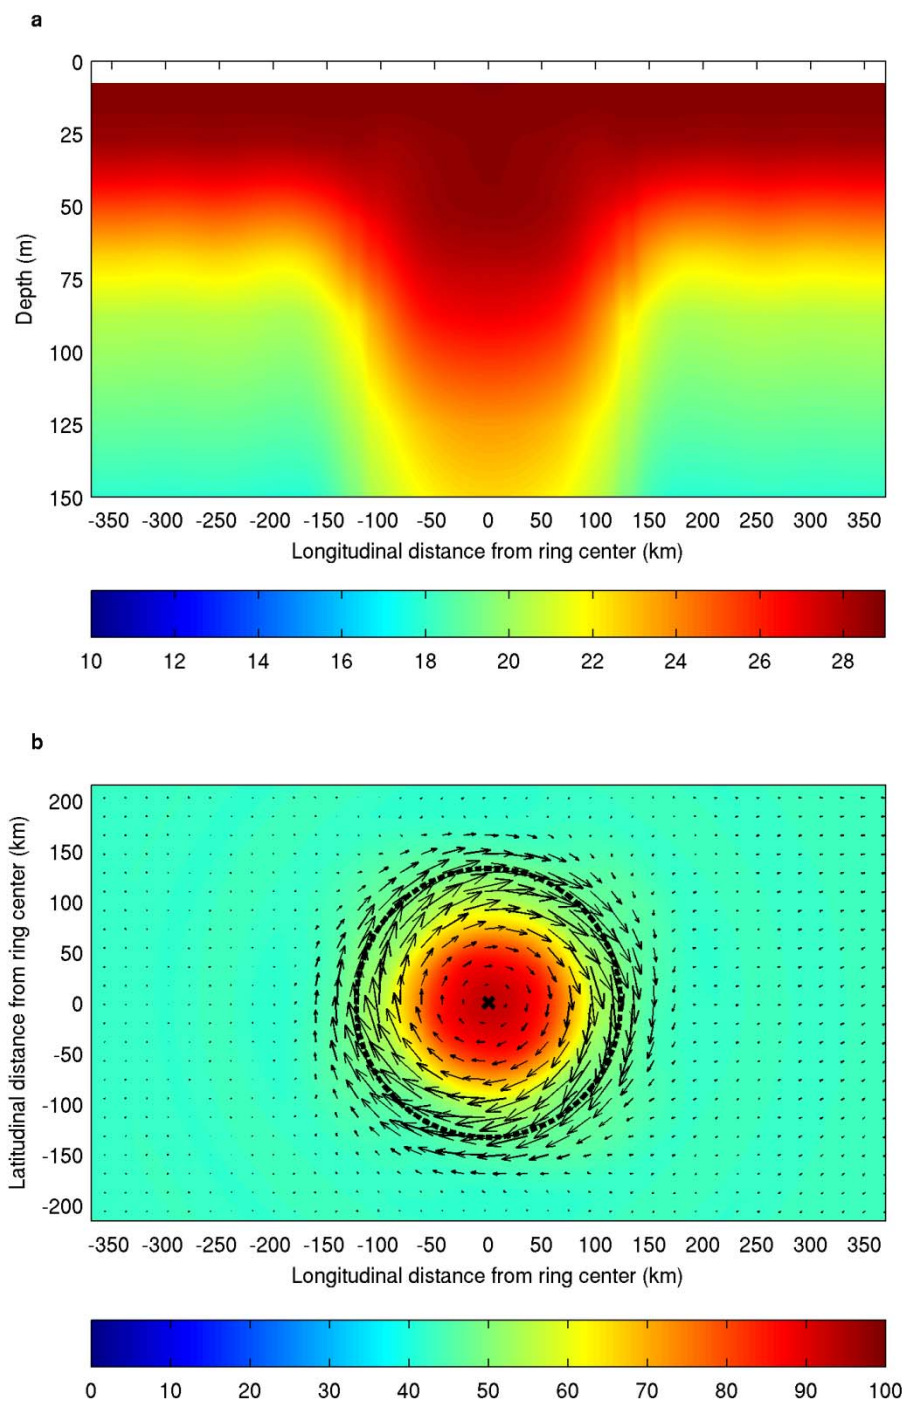 a
0
25
50
75
100
125
150
Depth (m)
-350 -300 -250 -200 -150 -100 -50 0 50 100 150 200 250 300 350
Longitudinal distance from ring center (km)
10 12 14 16 18 20 22 24 26 28
b
200
150
100
50
0
-50
-100
-150
-200
Latitudinal distance from ring center (km)
-350 -300 -250 -200 -150 -100 -50 0 50 100 150 200 250 300 350
Longitudinal distance from ring center (km)
0 10 20 30 40 50 60 70 80 90 100